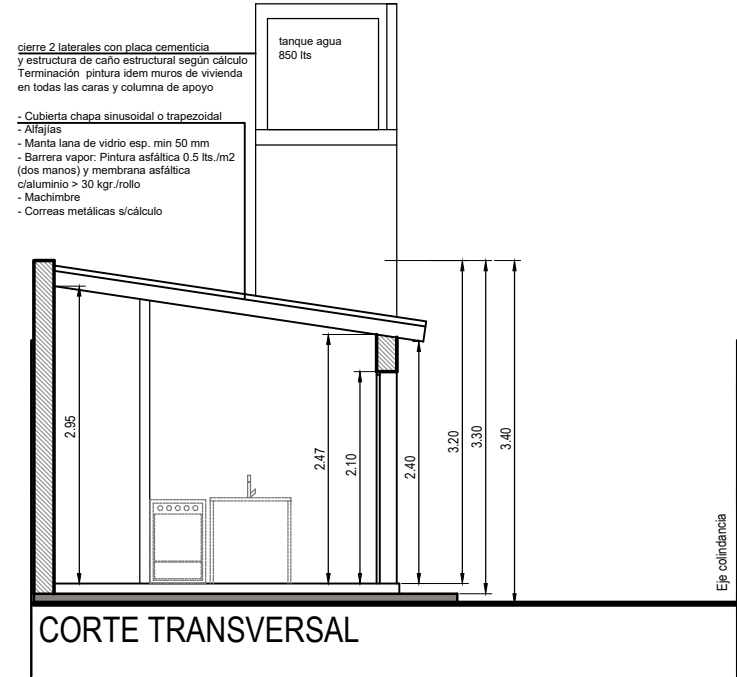 cierre 2 laterales con placa cementicia
y estructura de caño estructural según cálculo
Terminación pintura idem muros de vivienda
en todas las caras y columna de apoyo
- Cubierta chapa sinusoidal o trapezoidal
- Alfajías
- Manta lana de vidrio esp. min 50 mm
- Barrera vapor: Pintura asfáltica 0.5 lts./m2
(dos manos) y membrana asfáltica
c/aluminio > 30 kgr./rollo
- Machimbre
- Correas metálicas s/cálculo
tanque agua
850 lts
2.95
2.47
2.10
2.40
3.20
3.30
3.40
Eje colindancia
CORTE TRANSVERSAL